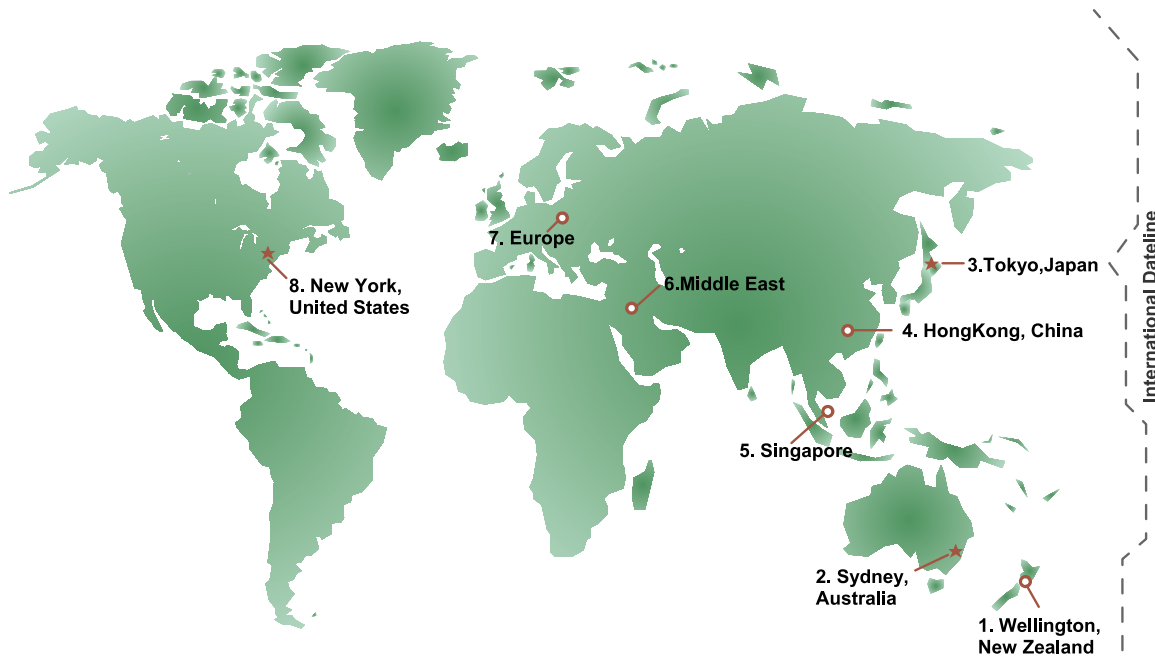 7. Europe
6.Middle East
3.Tokyo,Japan
8. New York,
United States
4. HongKong, China
5. Singapore
2. Sydney,
Australia
1. Wellington,
New Zealand
International Dateline